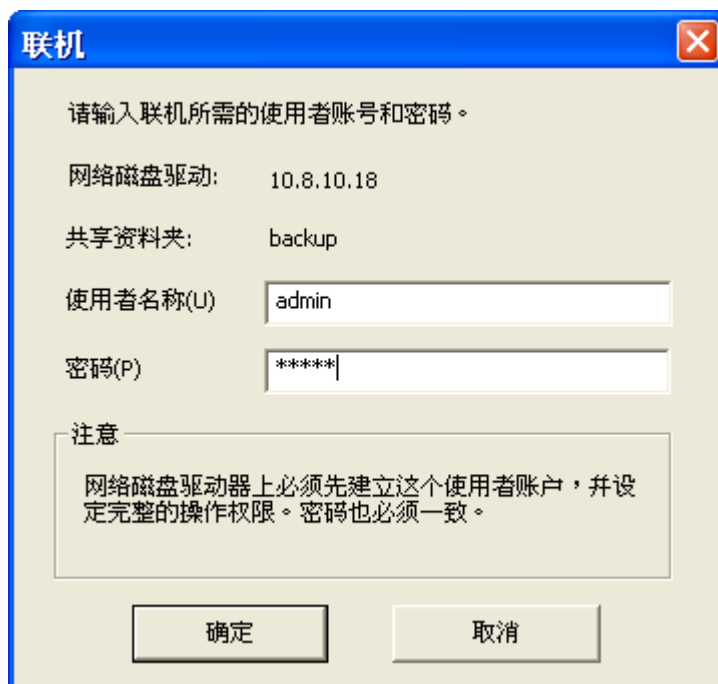 联机
请输入联机所需的使用者账号和密码。
网络磁盘驱动: 10.8.10.18
共享资料夹: backup
使用者名称(U) admin
密码(P) *****
注意
网络磁盘驱动器上必须先建立这个使用者账户，并设
定完整的操作权限。密码也必须一致。
确定 取消